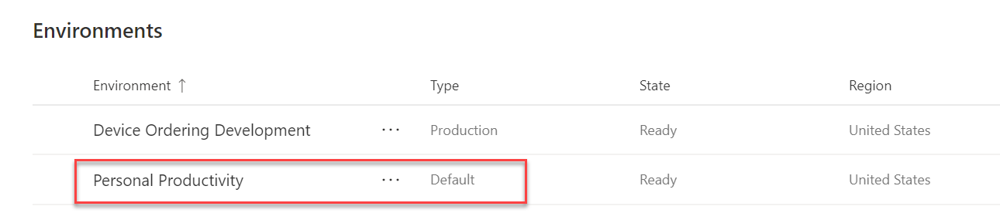 Environments
Environment ↑ Type State Region
Device Ordering Development ··· Production Ready United States
Personal Productivity ··· Default Ready United States